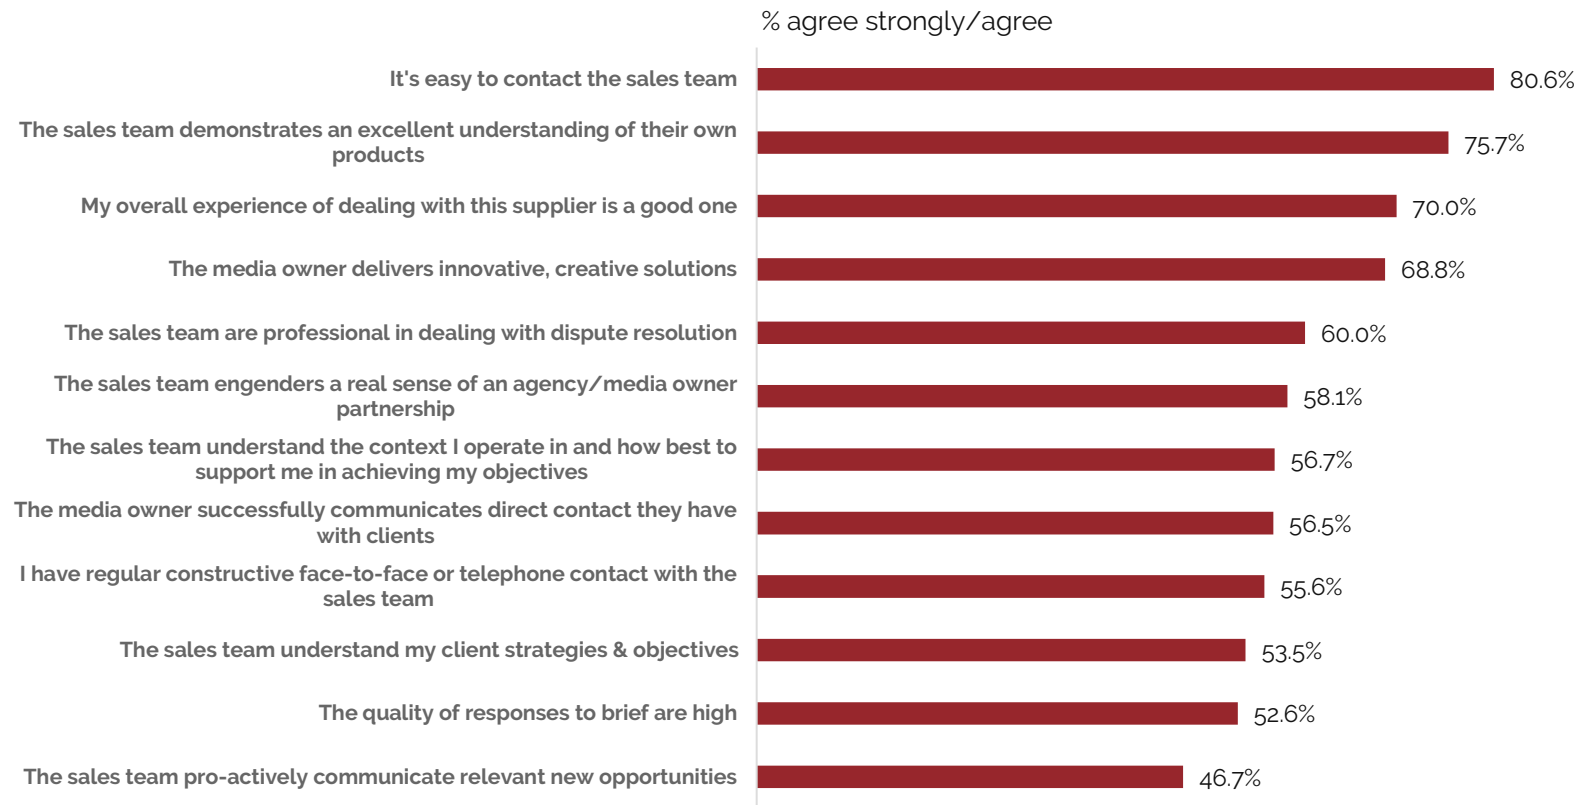 % agree strongly/agree
It's easy to contact the sales team
80.6%
The sales team demonstrates an excellent understanding of their own
products
75.7%
My overall experience of dealing with this supplier is a good one
70.0%
The media owner delivers innovative, creative solutions
68.8%
The sales team are professional in dealing with dispute resolution
60.0%
The sales team engenders a real sense of an agency/media owner
partnership
58.1%
The sales team understand the context I operate in and how best to
support me in achieving my objectives
56.7%
The media owner successfully communicates direct contact they have
with clients
56.5%
I have regular constructive face-to-face or telephone contact with the
sales team
55.6%
The sales team understand my client strategies & objectives
53.5%
The quality of responses to brief are high
52.6%
The sales team pro-actively communicate relevant new opportunities
46.7%